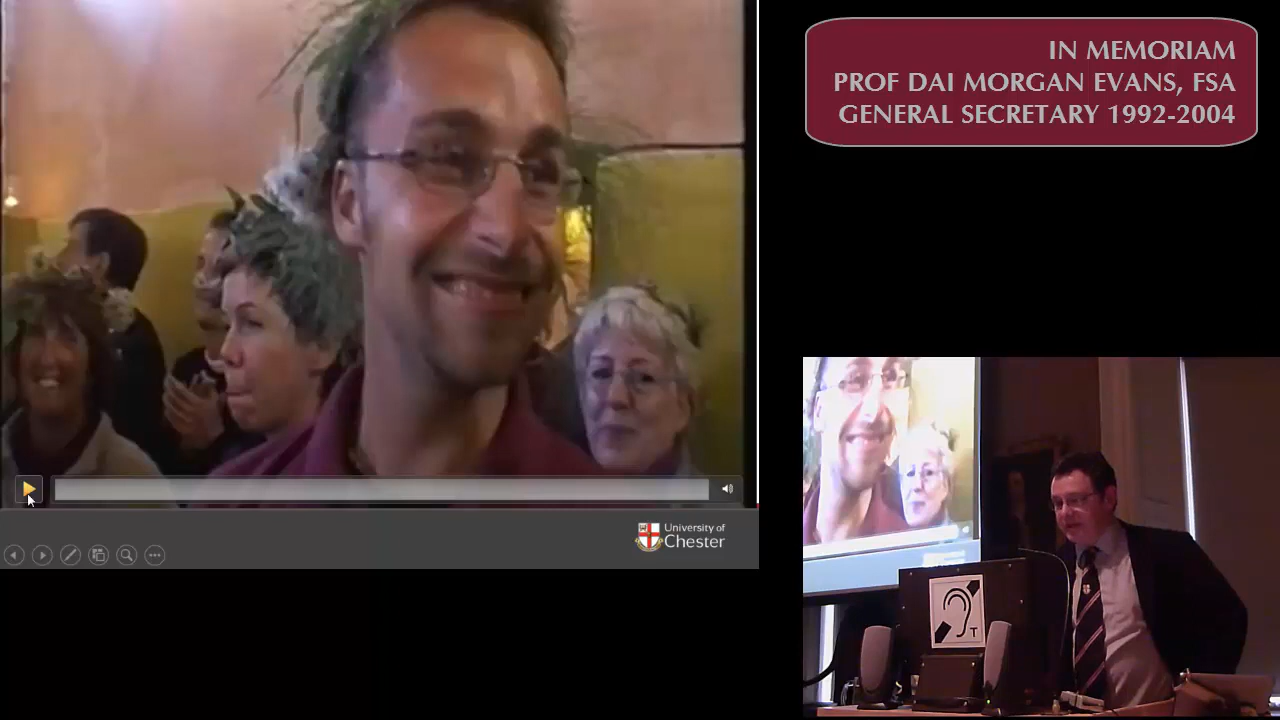 IN MEMORIAM
PROF DAI MORGAN EVANS, FSA
GENERAL SECRETARY 1992-2004
University of
Chester
T